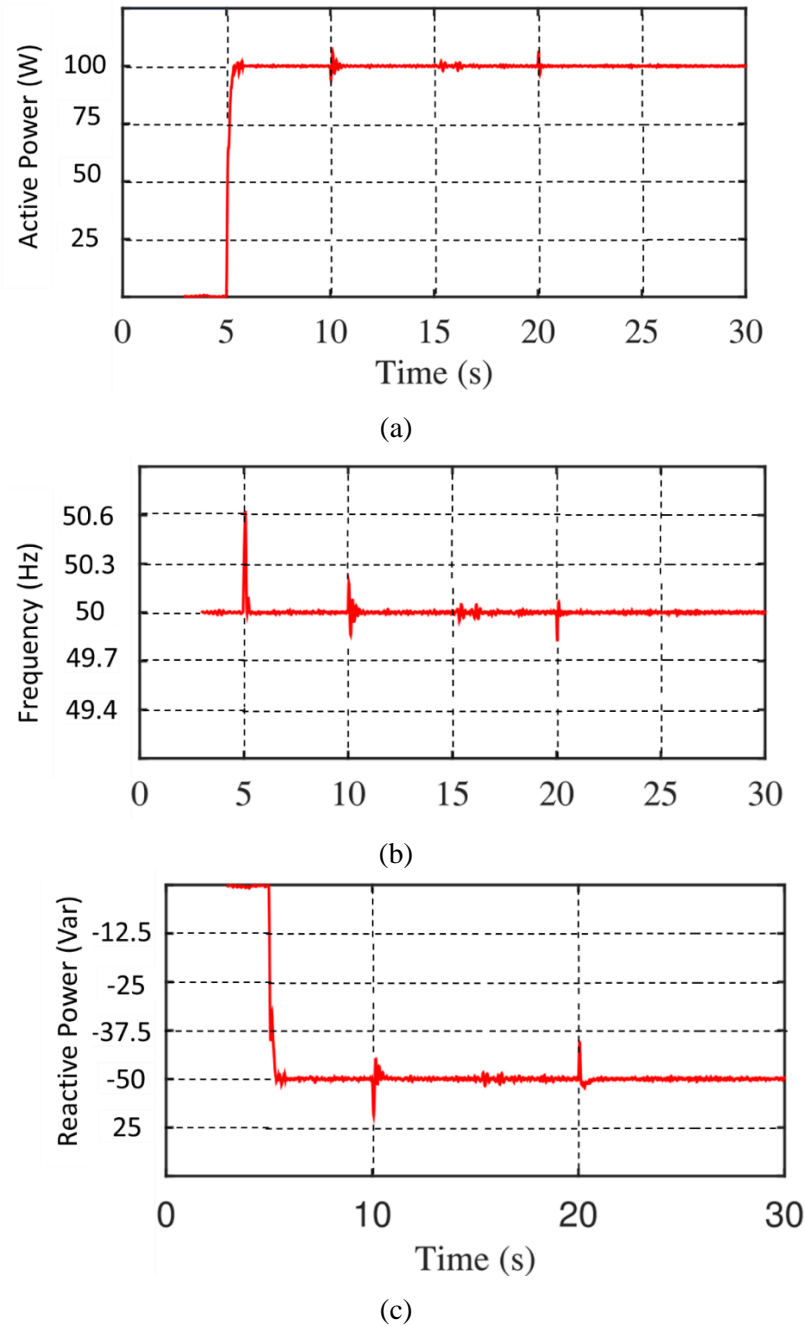 Active Power (W)
100
75
50
25
0 5 10 15 20 25 30
Time (s)
(a)
Frequency (Hz)
50.6
50.3
50
49.7
49.4
0 5 10 15 20 25 30
(b)
Reactive Power (Var)
-12.5
-25
-37.5
-50
25
0 10 20 30
Time (s)
(c)